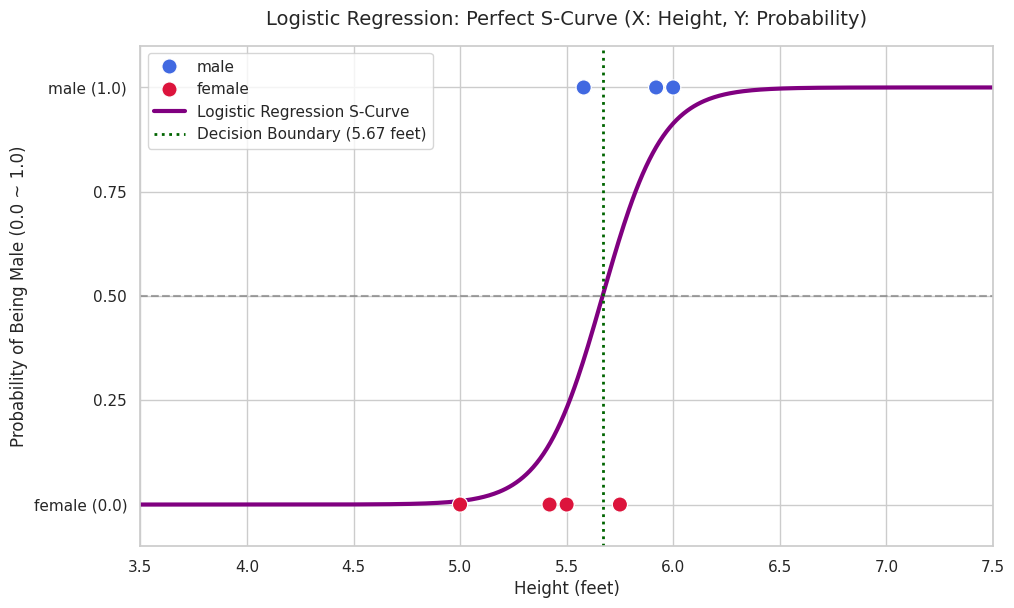 Logistic Regression: Perfect S-Curve (X: Height, Y: Probability)
male
female
Logistic Regression S-Curve
Decision Boundary (5.67 feet)
Probability of Being Male (0.0 ~ 1.0)
male (1.0)
0.75
0.50
0.25
female (0.0)
3.5 4.0 4.5 5.0 5.5 6.0 6.5 7.0 7.5
Height (feet)